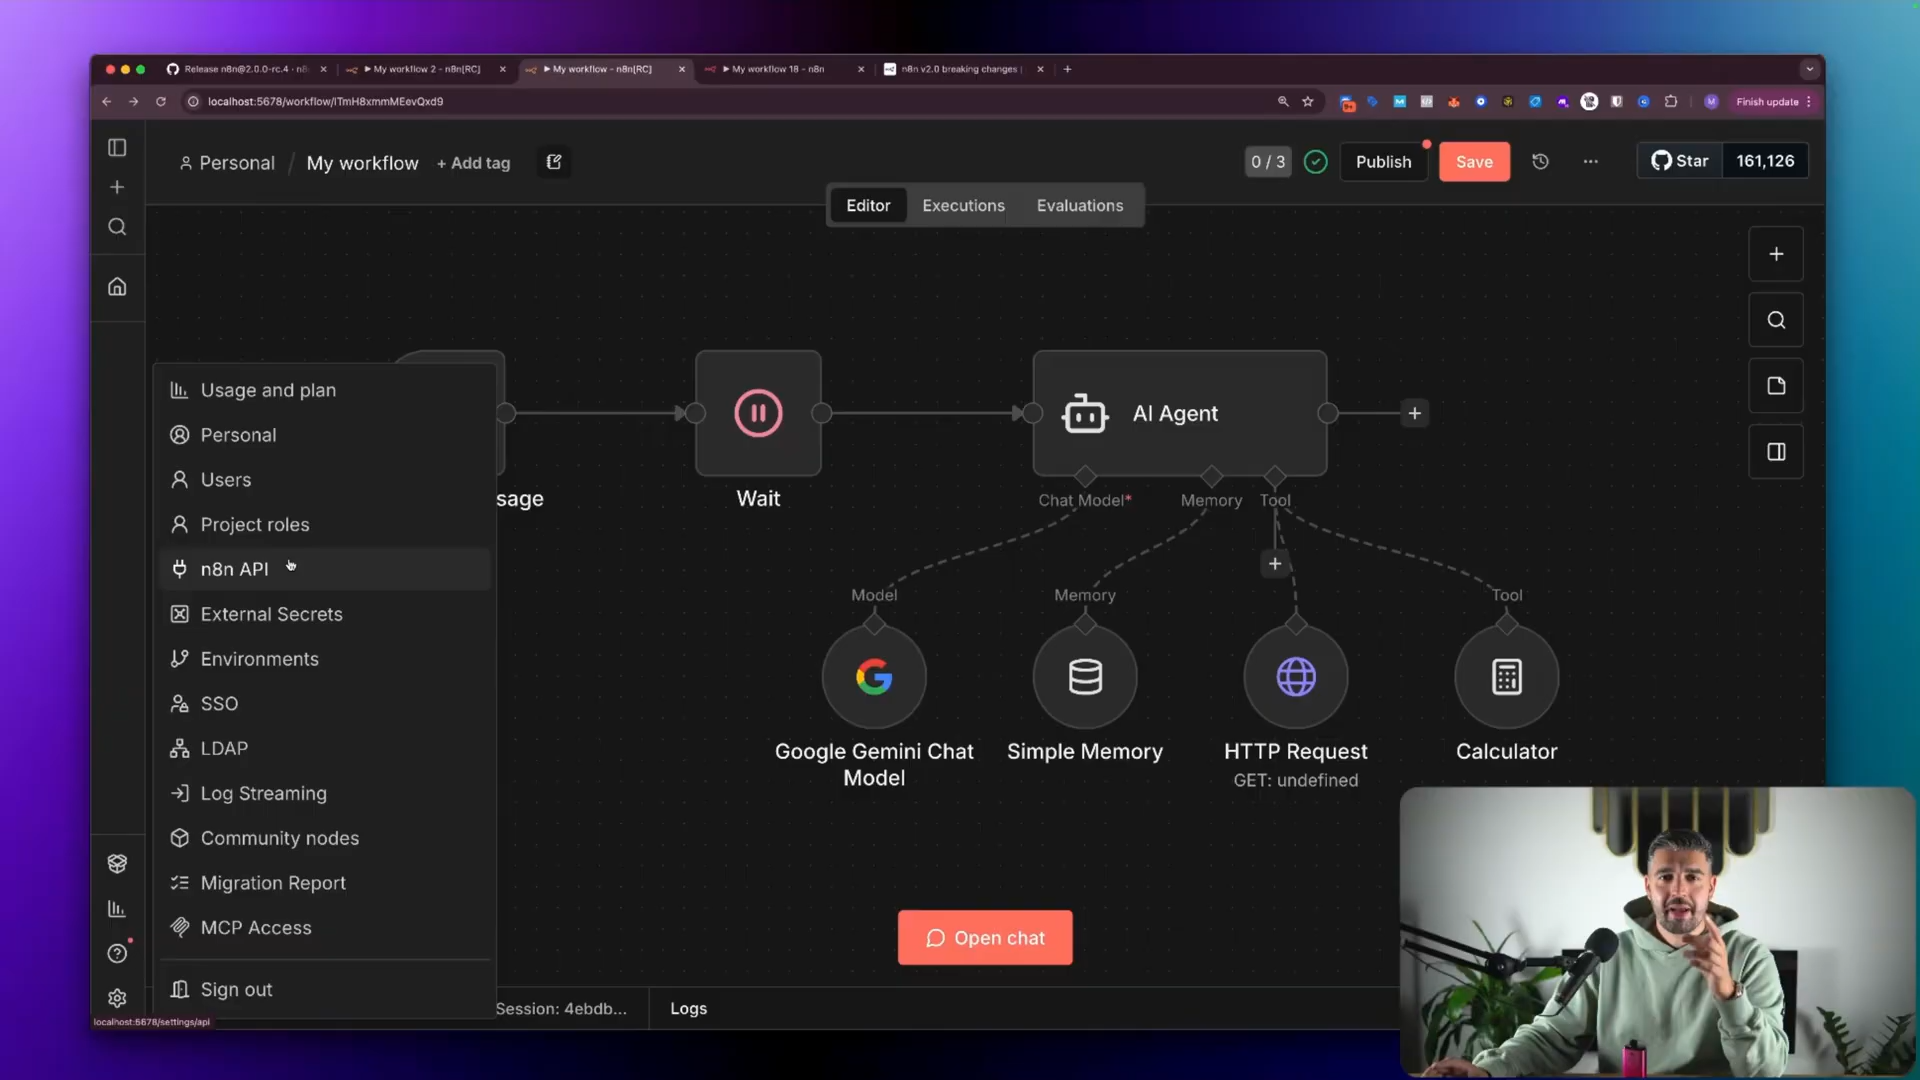 Release n8n@2.0.0-rc.4 · n8
▶ My workflow 2 - n8n[RC]
▶ My workflow - n8n[RC]
▶ My workflow 18 - n8n
n8n v2.0 breaking changes
localhost:5678/workflow/ITmH8xmmMEevQxd9
Finish update
Personal / My workflow + Add tag
0 / 3
Publish
Save
Star 161,126
Editor Executions Evaluations
Usage and plan
Personal
Users
Project roles
n8n API
External Secrets
Environments
SSO
LDAP
Log Streaming
Community nodes
Migration Report
MCP Access
Sign out
sage
Wait
AI Agent
Chat Model*
Memory
Tool
Model
Memory
Tool
Google Gemini Chat
Model
Simple Memory
HTTP Request
GET: undefined
Calculator
Open chat
Session: 4ebdb...
Logs
localhost:5678/settings/api